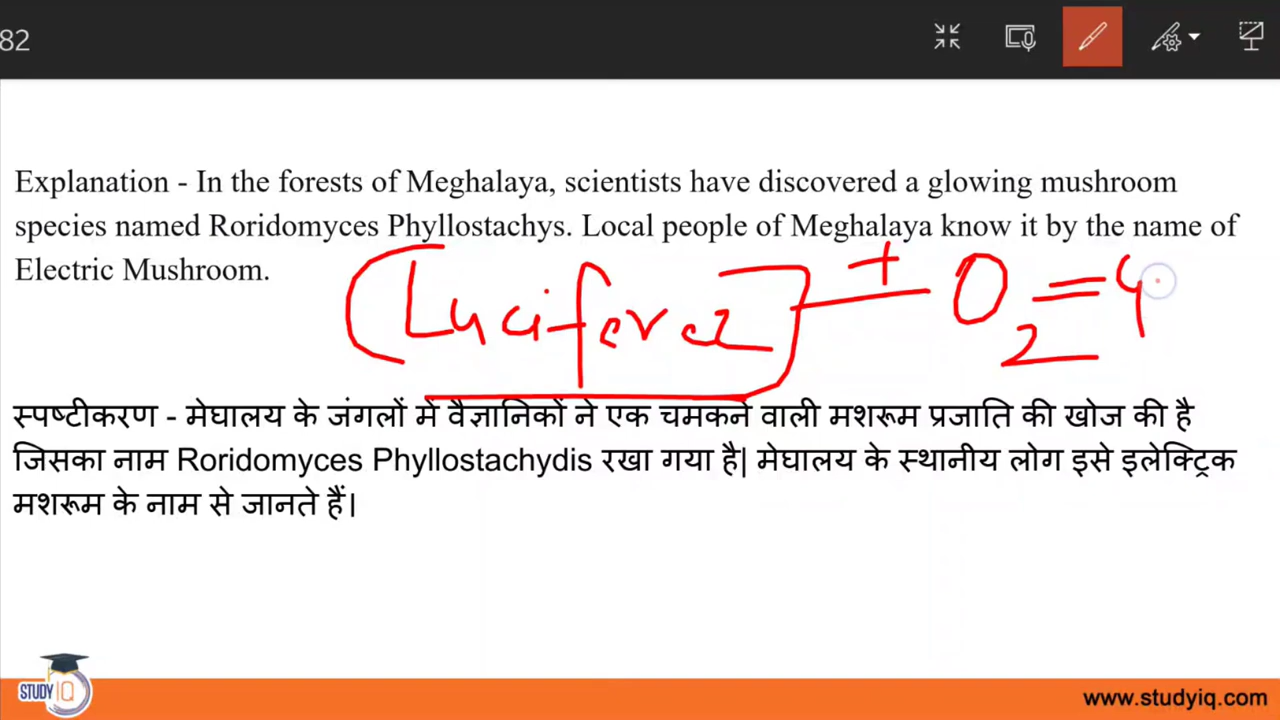 82
Explanation - In the forests of Meghalaya, scientists have discovered a glowing mushroom
species named Roridomyces Phyllostachys. Local people of Meghalaya know it by the name of
Electric Mushroom.
+ O2 =
स्पष्टीकरण - मेघालय के जंगलों में वैज्ञानिकों ने एक चमकने वाली मशरूम प्रजाति की खोज की है
जिसका नाम Roridomyces Phyllostachydis रखा गया है| मेघालय के स्थानीय लोग इसे इलेक्ट्रिक
मशरूम के नाम से जानते हैं।
STUDY IQ
www.studyiq.com